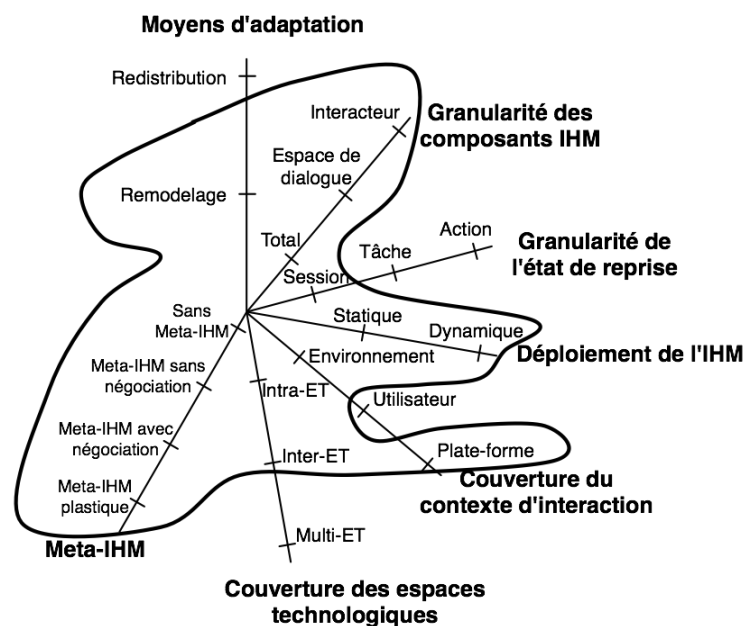 Moyens d'adaptation
Redistribution
Remodelage
Interacteur
Espace de
dialogue
Total
Granularité des
composants IHM
Session
Tâche
Action
Granularité de
l'état de reprise
Statique
Dynamique
Déploiement de l'IHM
Environnement
Utilisateur
Plate-forme
Couverture du
contexte d'interaction
Intra-ET
Inter-ET
Multi-ET
Couverture des espaces
technologiques
Sans
Meta-IHM
Meta-IHM sans
négociation
Meta-IHM avec
négociation
Meta-IHM
plastique
Meta-IHM